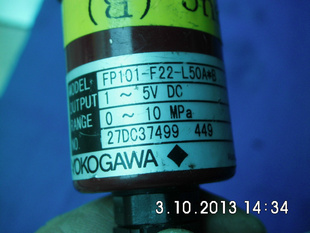 (B)
MODEL FP101-F22-L50A*B
OUTPUT 1 ~ 5V DC
RANGE 0 ~ 10 MPa
NO. 27DC37499 449
YOKOGAWA
3.10.2013 14:34